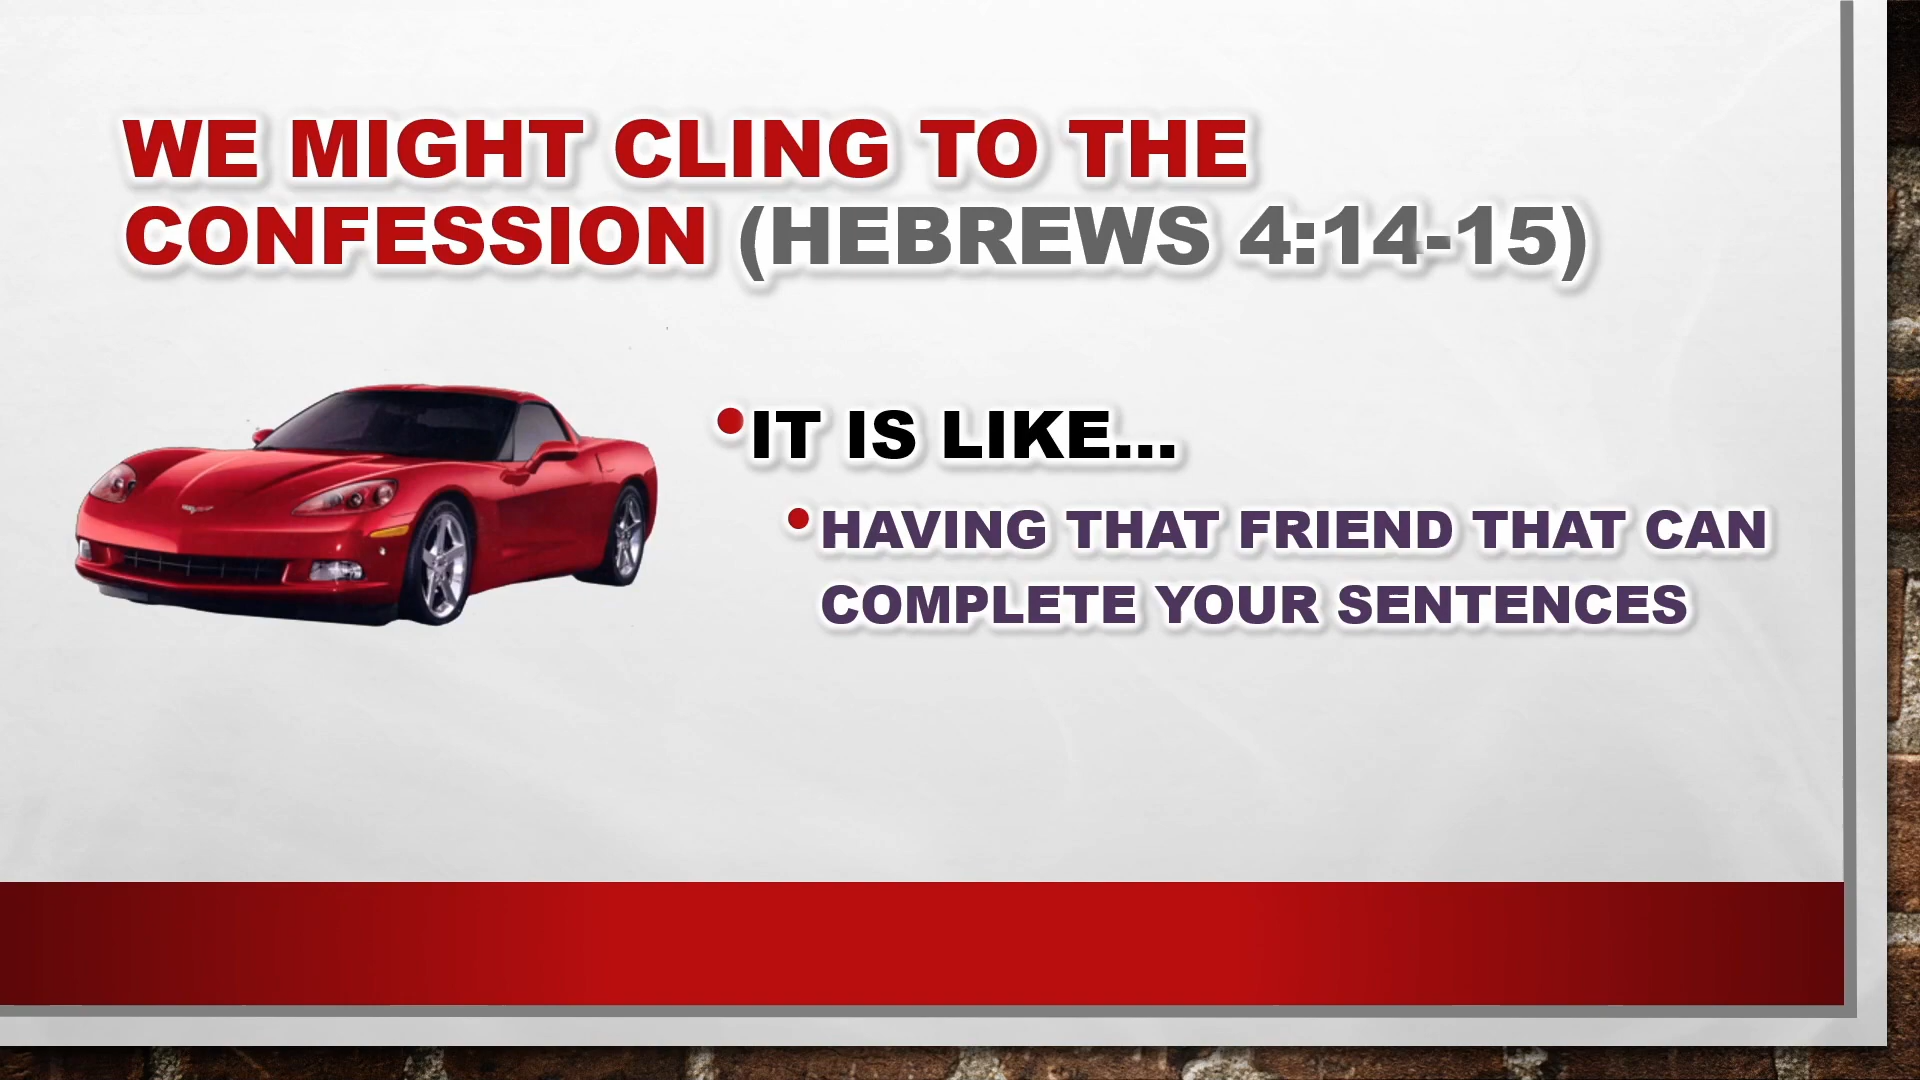 WE MIGHT CLING TO THE
CONFESSION (HEBREWS 4:14-15)
•IT IS LIKE...
•HAVING THAT FRIEND THAT CAN
COMPLETE YOUR SENTENCES